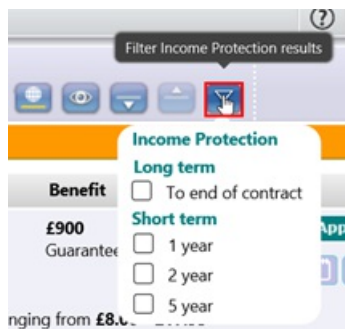 ?
Filter Income Protection results
Income Protection
Long term
To end of contract
Benefit
Short term
£900
App
Guarantee
1 year
2 year
5 year
nging from £8.0